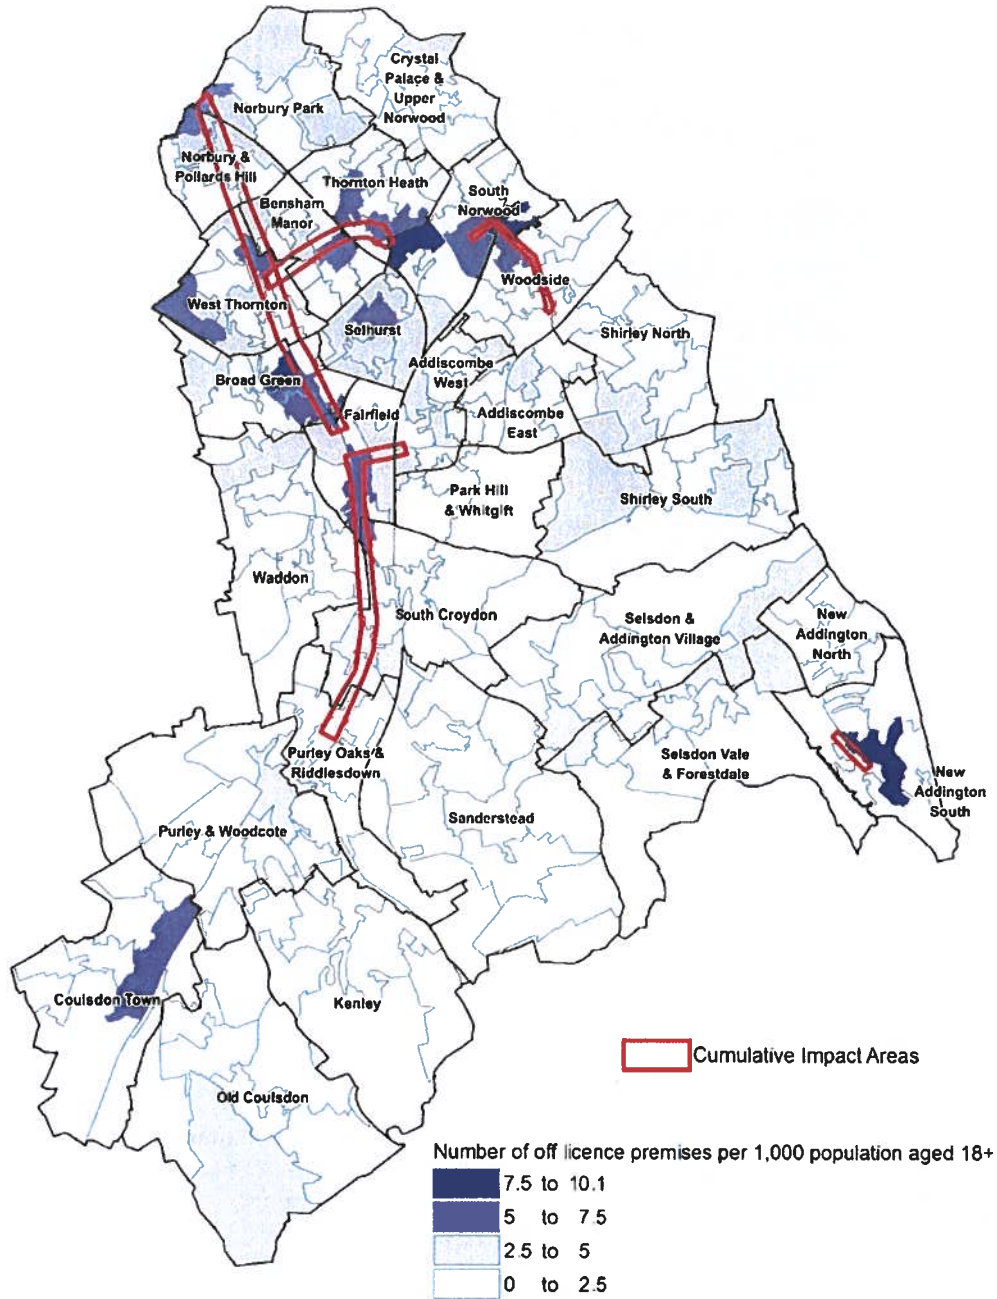 Crystal
Palace &
Upper
Norwood
Norbury Park
Norbury &
Pollards Hill
Thornton Heath
Bensham
Manor
South
Norwood
Woodside
West Thornton
Selhurst
Shirley North
Addiscombe
West
Broad Green
Fairfield
Addiscombe
East
Park Hill
& Whitgift
Shirley South
Waddon
South Croydon
Selsdon &
Addington Village
New
Addington
North
Purley Oaks &
Riddlesdown
Selsdon Vale
& Forestdale
New
Addington
South
Purley & Woodcote
Sanderstead
Coulsdon Town
Kenley
Old Coulsdon
Cumulative Impact Areas
Number of off licence premises per 1,000 population aged 18+
7.5 to 10.1
5 to 7.5
2.5 to 5
0 to 2.5